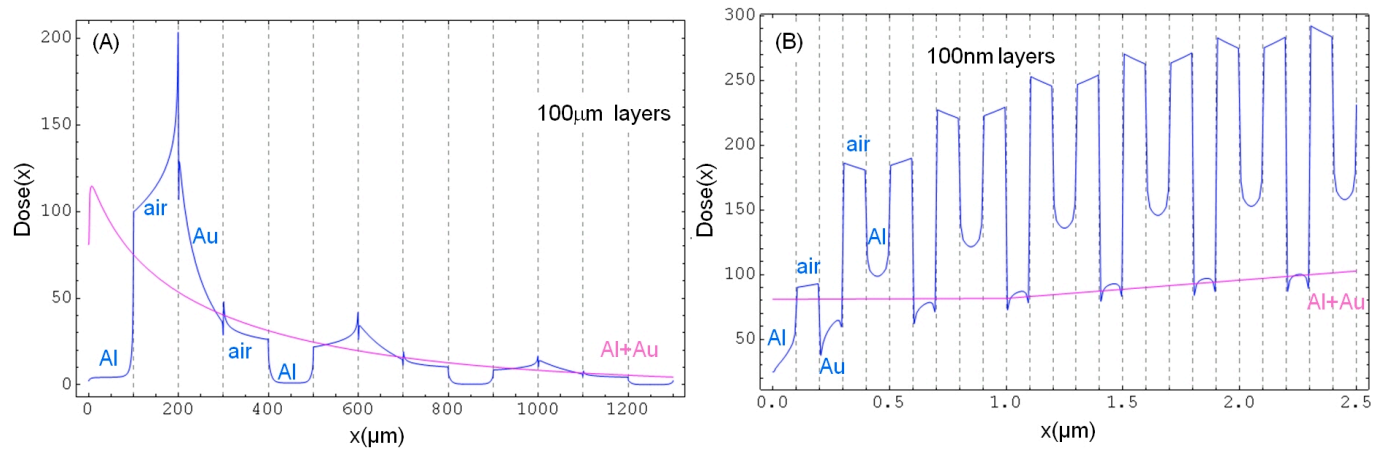 (A)
100μm layers
200
150
100
50
0
Dose(x)
Al
air
Au
air
Al
Al+Au
0 200 400 600 800 1000 1200
x(μm)
(B)
100nm layers
300
250
200
150
100
50
Dose(x)
Al
air
Au
air
Al
Al+Au
0.0 0.5 1.0 1.5 2.0 2.5
x(μm)